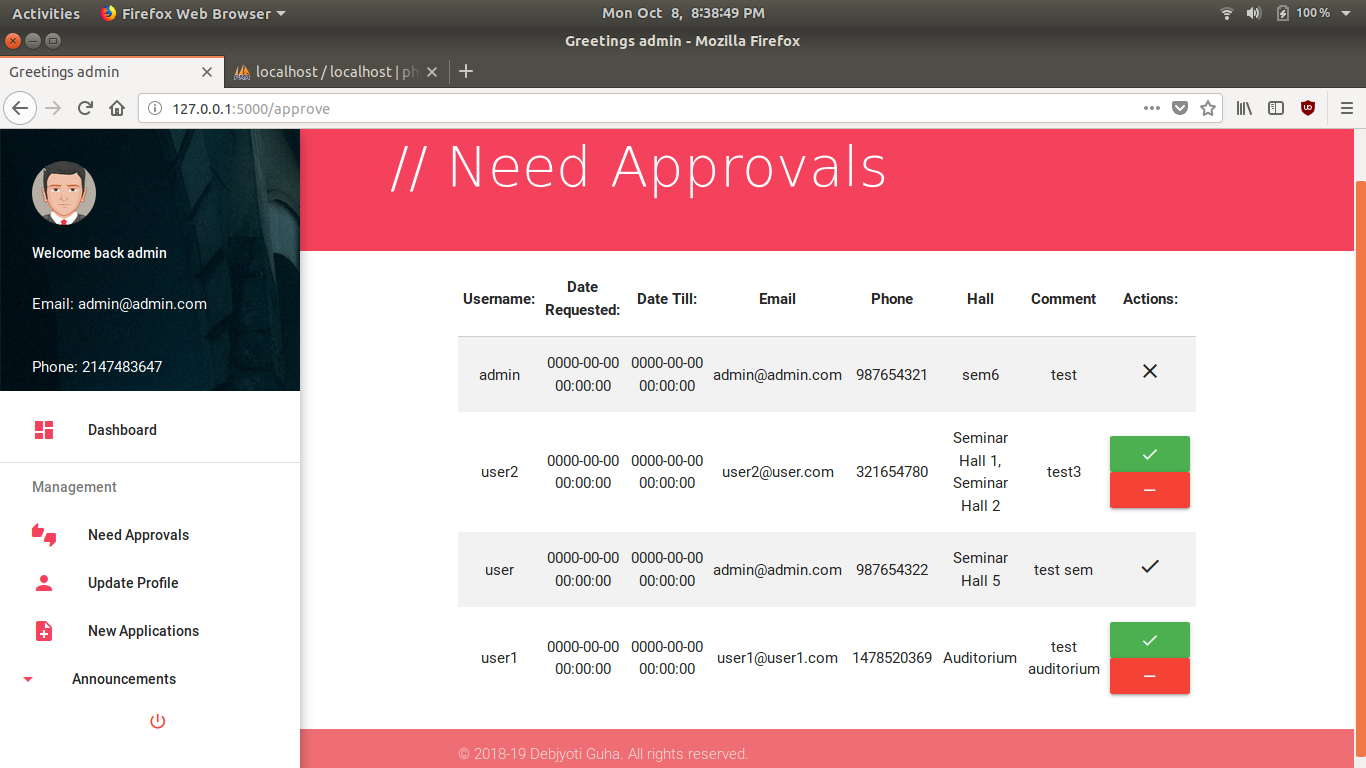 Activities Firefox Web Browser Mon Oct 8, 8:38:49 PM 100%
Greetings admin - Mozilla Firefox
Greetings admin localhost / localhost | ph
127.0.0.1:5000/approve
// Need Approvals
Welcome back admin
Email: admin@admin.com
Phone: 2147483647
Dashboard
Management
Need Approvals
Update Profile
New Applications
Announcements
Username: Date Requested: Date Till: Email Phone Hall Comment Actions:
admin 0000-00-00 00:00:00 0000-00-00 00:00:00 admin@admin.com 987654321 sem6 test
user2 0000-00-00 00:00:00 0000-00-00 00:00:00 user2@user.com 321654780 Seminar Hall 1, Seminar Hall 2 test3
user 0000-00-00 00:00:00 0000-00-00 00:00:00 admin@admin.com 987654322 Seminar Hall 5 test sem
user1 0000-00-00 00:00:00 0000-00-00 00:00:00 user1@user1.com 1478520369 Auditorium test auditorium
© 2018-19 Debjyoti Guha. All rights reserved.